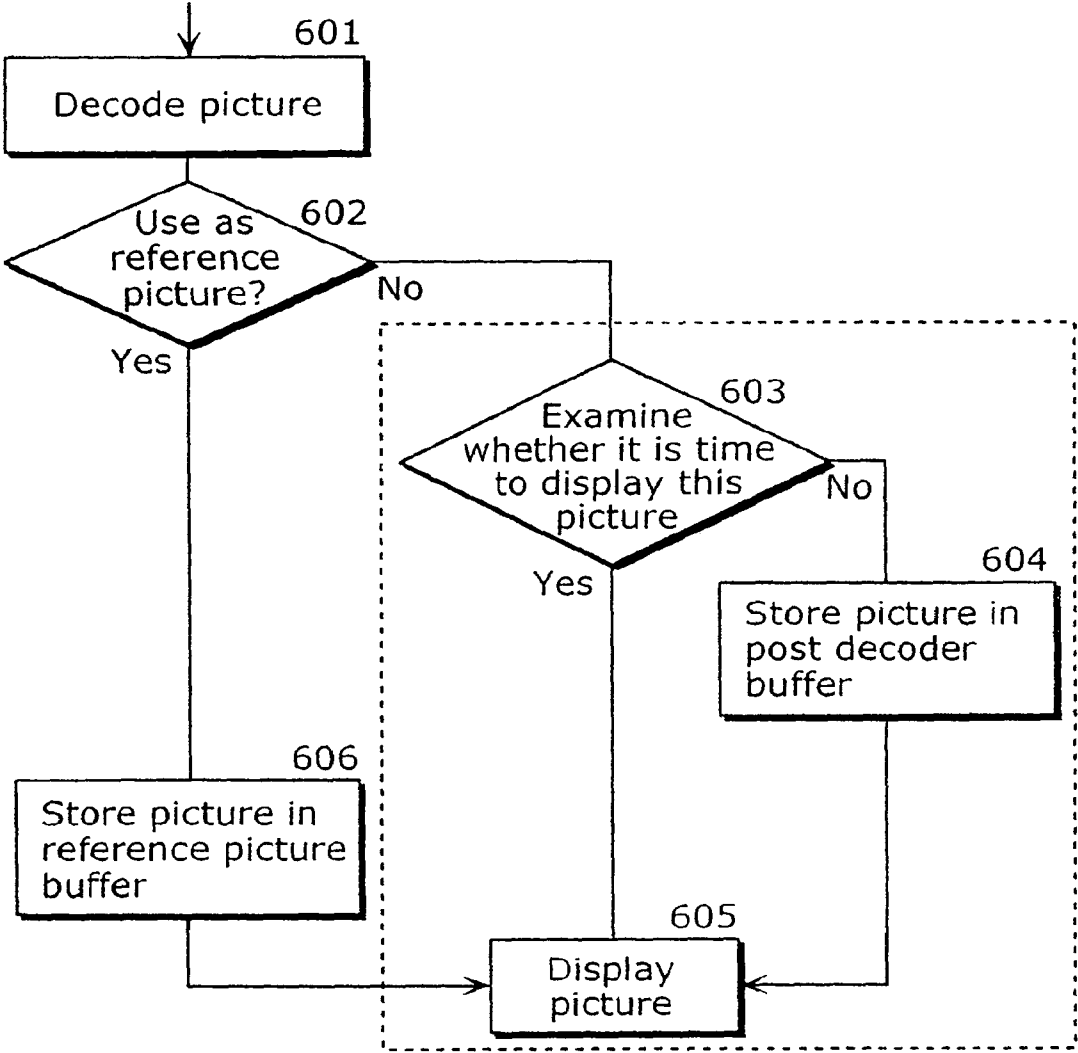 601
Decode picture
602
Use as
reference
picture?
No
Yes
603
Examine
whether it is time
to display this
picture
No
Yes
604
Store picture in
post decoder
buffer
606
Store picture in
reference picture
buffer
605
Display
picture